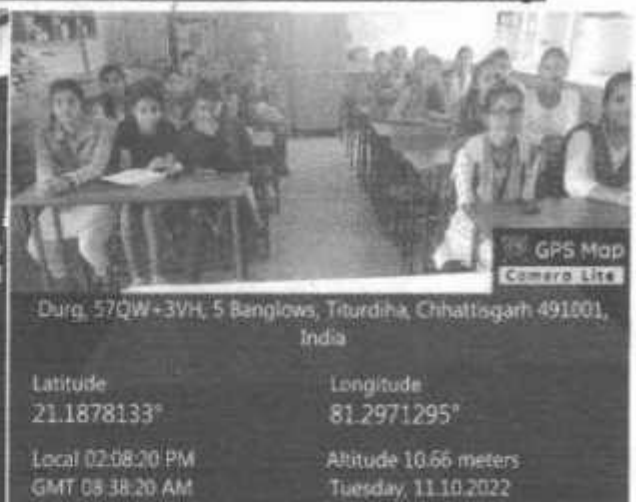 GPS Map
Camera Lite
Durg, 57QW+3VH, 5 Banglows, Titurdiha, Chhattisgarh 491001,
India
Latitude
21.1878133°
Longitude
81.2971295°
Local 02:08:20 PM
GMT 08:38:20 AM
Altitude 10.66 meters
Tuesday, 11.10.2022